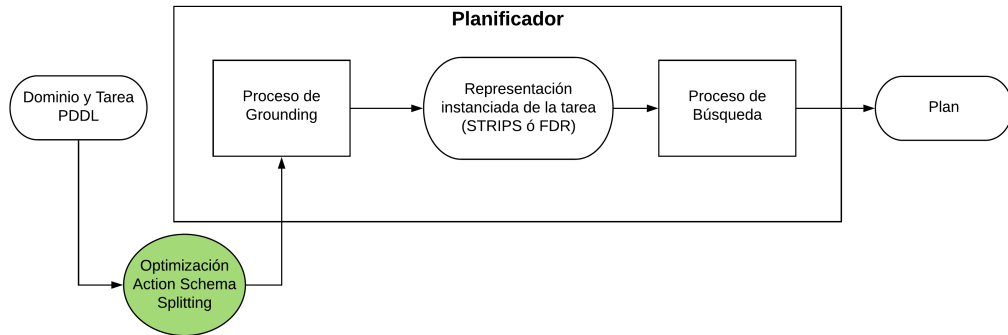 Planificador
Dominio y Tarea
PDDL
Proceso de
Grounding
Representación
instanciada de la tarea
(STRIPS ó FDR)
Proceso de
Búsqueda
Plan
Optimización
Action Schema
Splitting